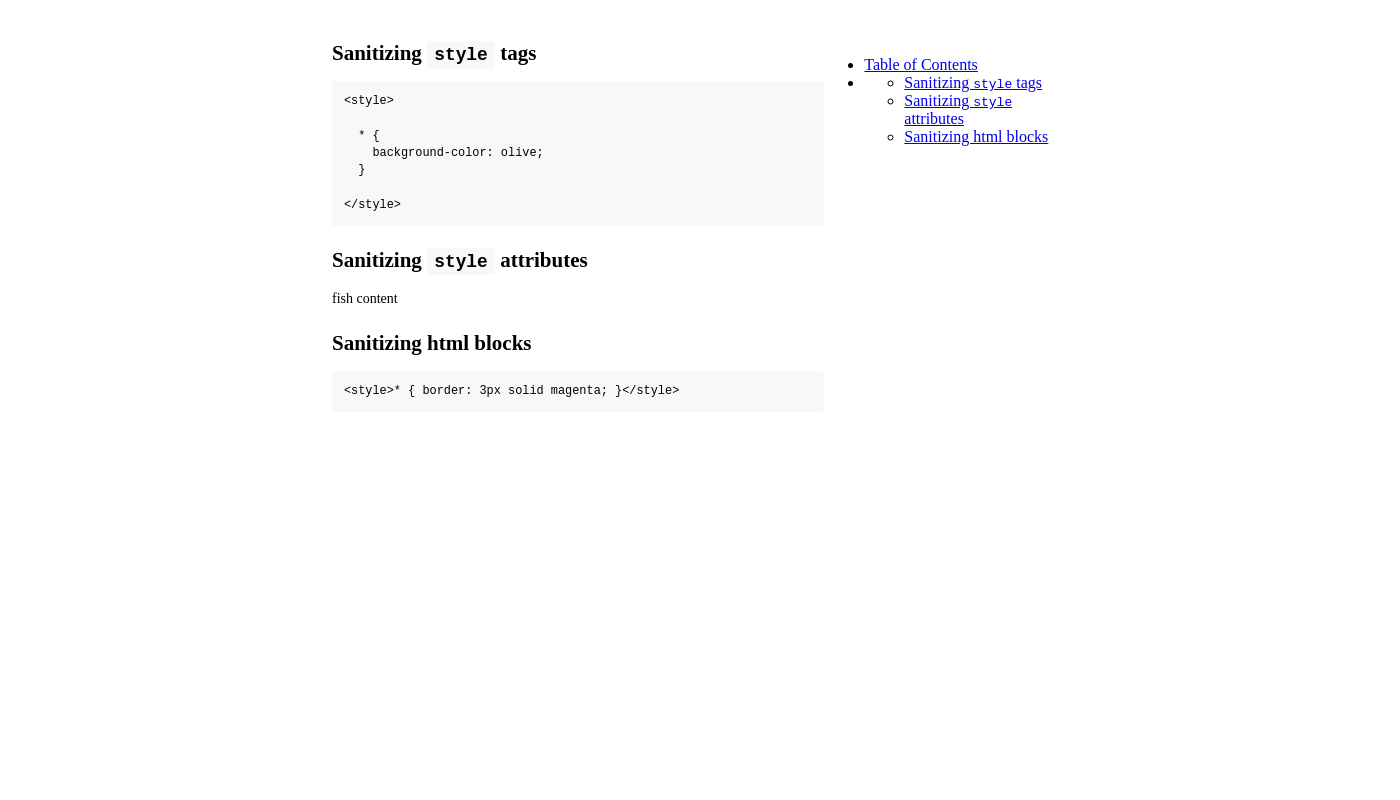 Sanitizing style tags
<style>
  * {
    background-color: olive;
  }
</style>
Sanitizing style attributes
fish content
Sanitizing html blocks
<style>* { border: 3px solid magenta; }</style>
Table of Contents
Sanitizing style tags
Sanitizing style
attributes
Sanitizing html blocks